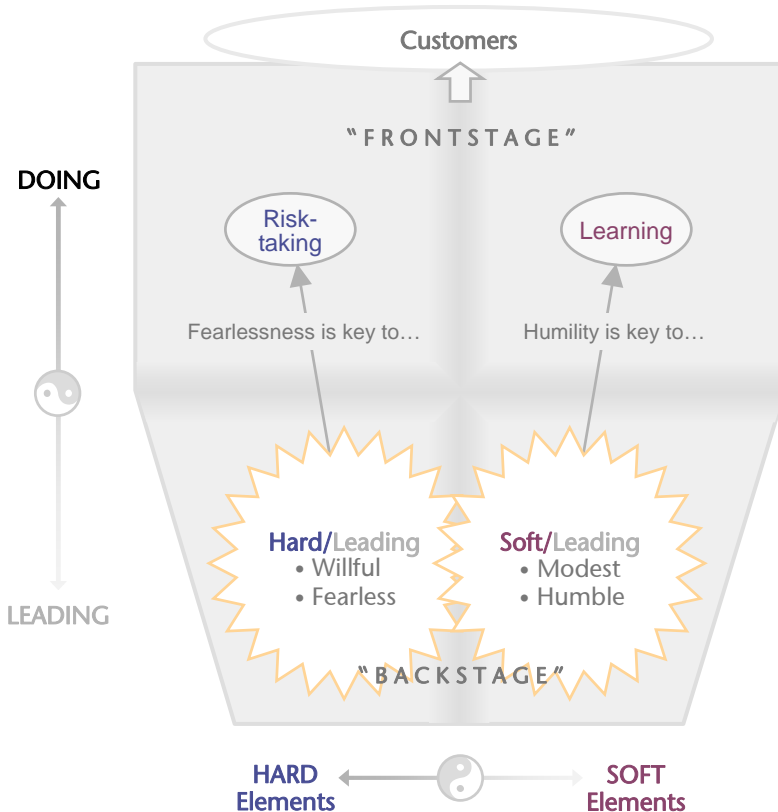 Customers
“FRONTSTAGE”
DOING
Risk-
taking
Learning
Fearlessness is key to…
Humility is key to…
Hard/Leading
• Willful
• Fearless
Soft/Leading
• Modest
• Humble
LEADING
“BACKSTAGE”
HARD
Elements
SOFT
Elements